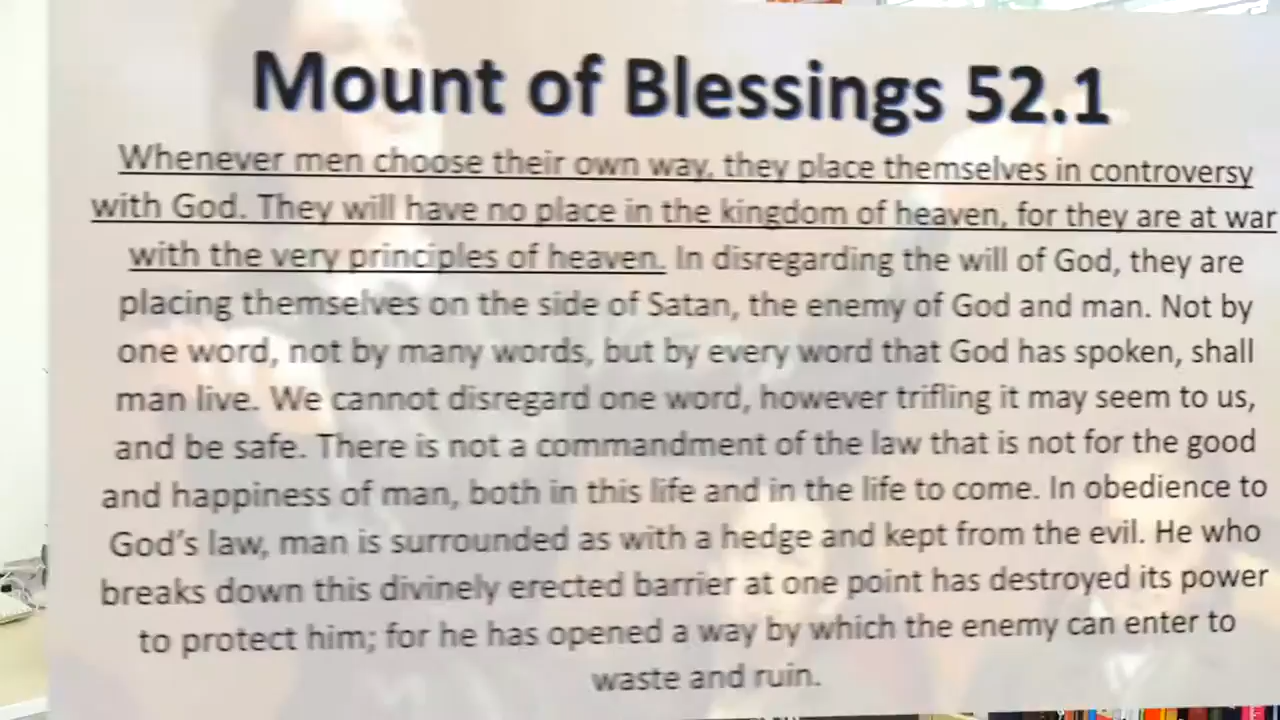 Mount of Blessings 52.1
Whenever men choose their own way, they place themselves in controversy
with God. They will have no place in the kingdom of heaven, for they are at war
with the very principles of heaven. In disregarding the will of God, they are
placing themselves on the side of Satan, the enemy of God and man. Not by
one word, not by many words, but by every word that God has spoken, shall
man live. We cannot disregard one word, however trifling it may seem to us,
and be safe. There is not a commandment of the law that is not for the good
and happiness of man, both in this life and in the life to come. In obedience to
God's law, man is surrounded as with a hedge and kept from the evil. He who
breaks down this divinely erected barrier at one point has destroyed its power
to protect him; for he has opened a way by which the enemy can enter to
waste and ruin.